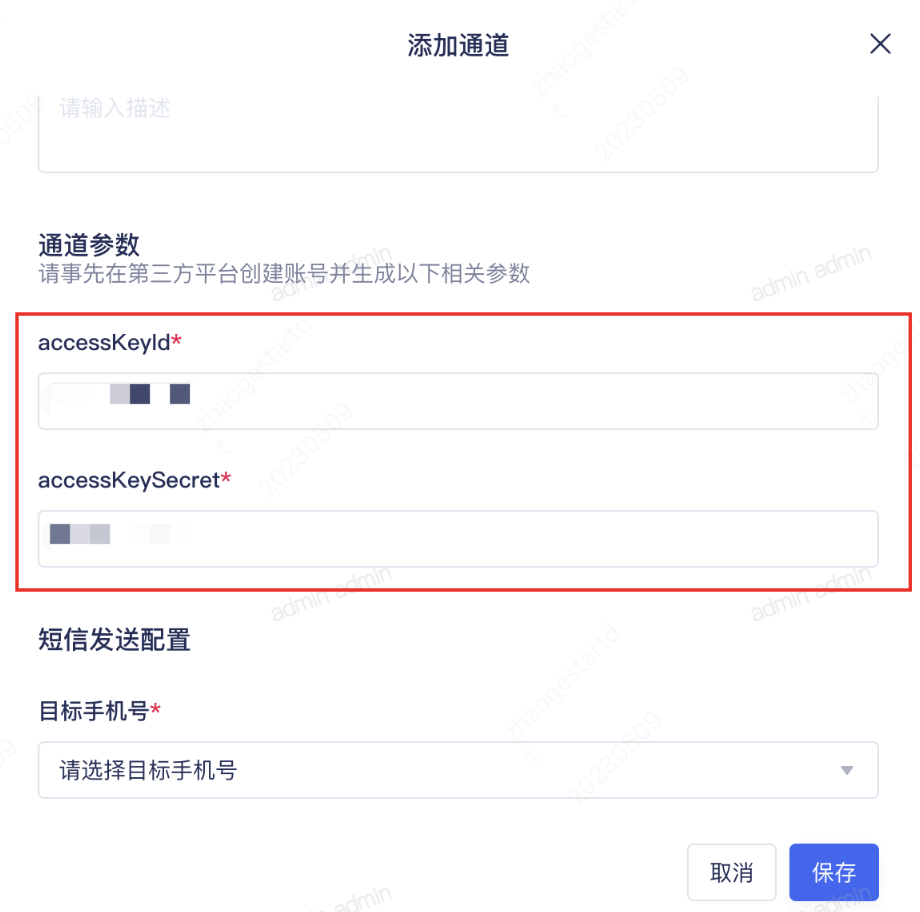 添加通道
请输入描述
通道参数
请事先在第三方平台创建账号并生成以下相关参数
accessKeyId*
accessKeySecret*
短信发送配置
目标手机号*
请选择目标手机号
取消
保存
zhaogestartd
t
20230509
admin admin